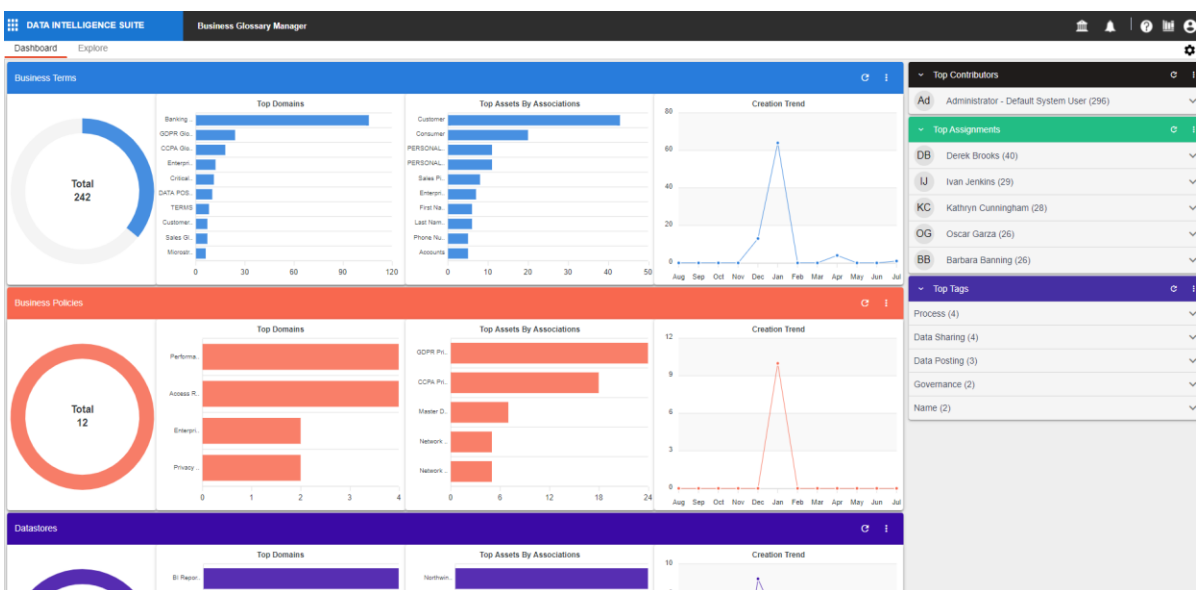 DATA INTELLIGENCE SUITE
Business Glossary Manager
Dashboard Explore
Business Terms
Total
242
Top Domains
Banking ..
GDPR Glo..
CCPA Glo..
Enterpri..
Critical..
DATA POS..
TERMS
Customer..
Sales Gl..
Microstr..
0 30 60 90 120
Top Assets By Associations
Customer
Consumer
PERSONAL..
PERSONAL..
Sales Pi..
Enterpri..
First Na..
Last Nam..
Phone Nu..
Accounts
0 10 20 30 40 50
Creation Trend
80
60
40
20
0
Aug Sep Oct Nov Dec Jan Feb Mar Apr May Jun Jul
Business Policies
Total
12
Top Domains
Performa..
Access R..
Enterpri..
Privacy ..
0 1 2 3 4
Top Assets By Associations
GDPR Pri..
CCPA Pri..
Master D..
Network ..
Network ..
0 6 12 18 24
Creation Trend
12
9
6
3
0
Aug Sep Oct Nov Dec Jan Feb Mar Apr May Jun Jul
Datastores
Top Domains
BI Repor..
Top Assets By Associations
Northwin..
Creation Trend
10
Top Contributors
Ad Administrator - Default System User (296)
Top Assignments
DB Derek Brooks (40)
IJ Ivan Jenkins (29)
KC Kathryn Cunningham (28)
OG Oscar Garza (26)
BB Barbara Banning (26)
Top Tags
Process (4)
Data Sharing (4)
Data Posting (3)
Governance (2)
Name (2)